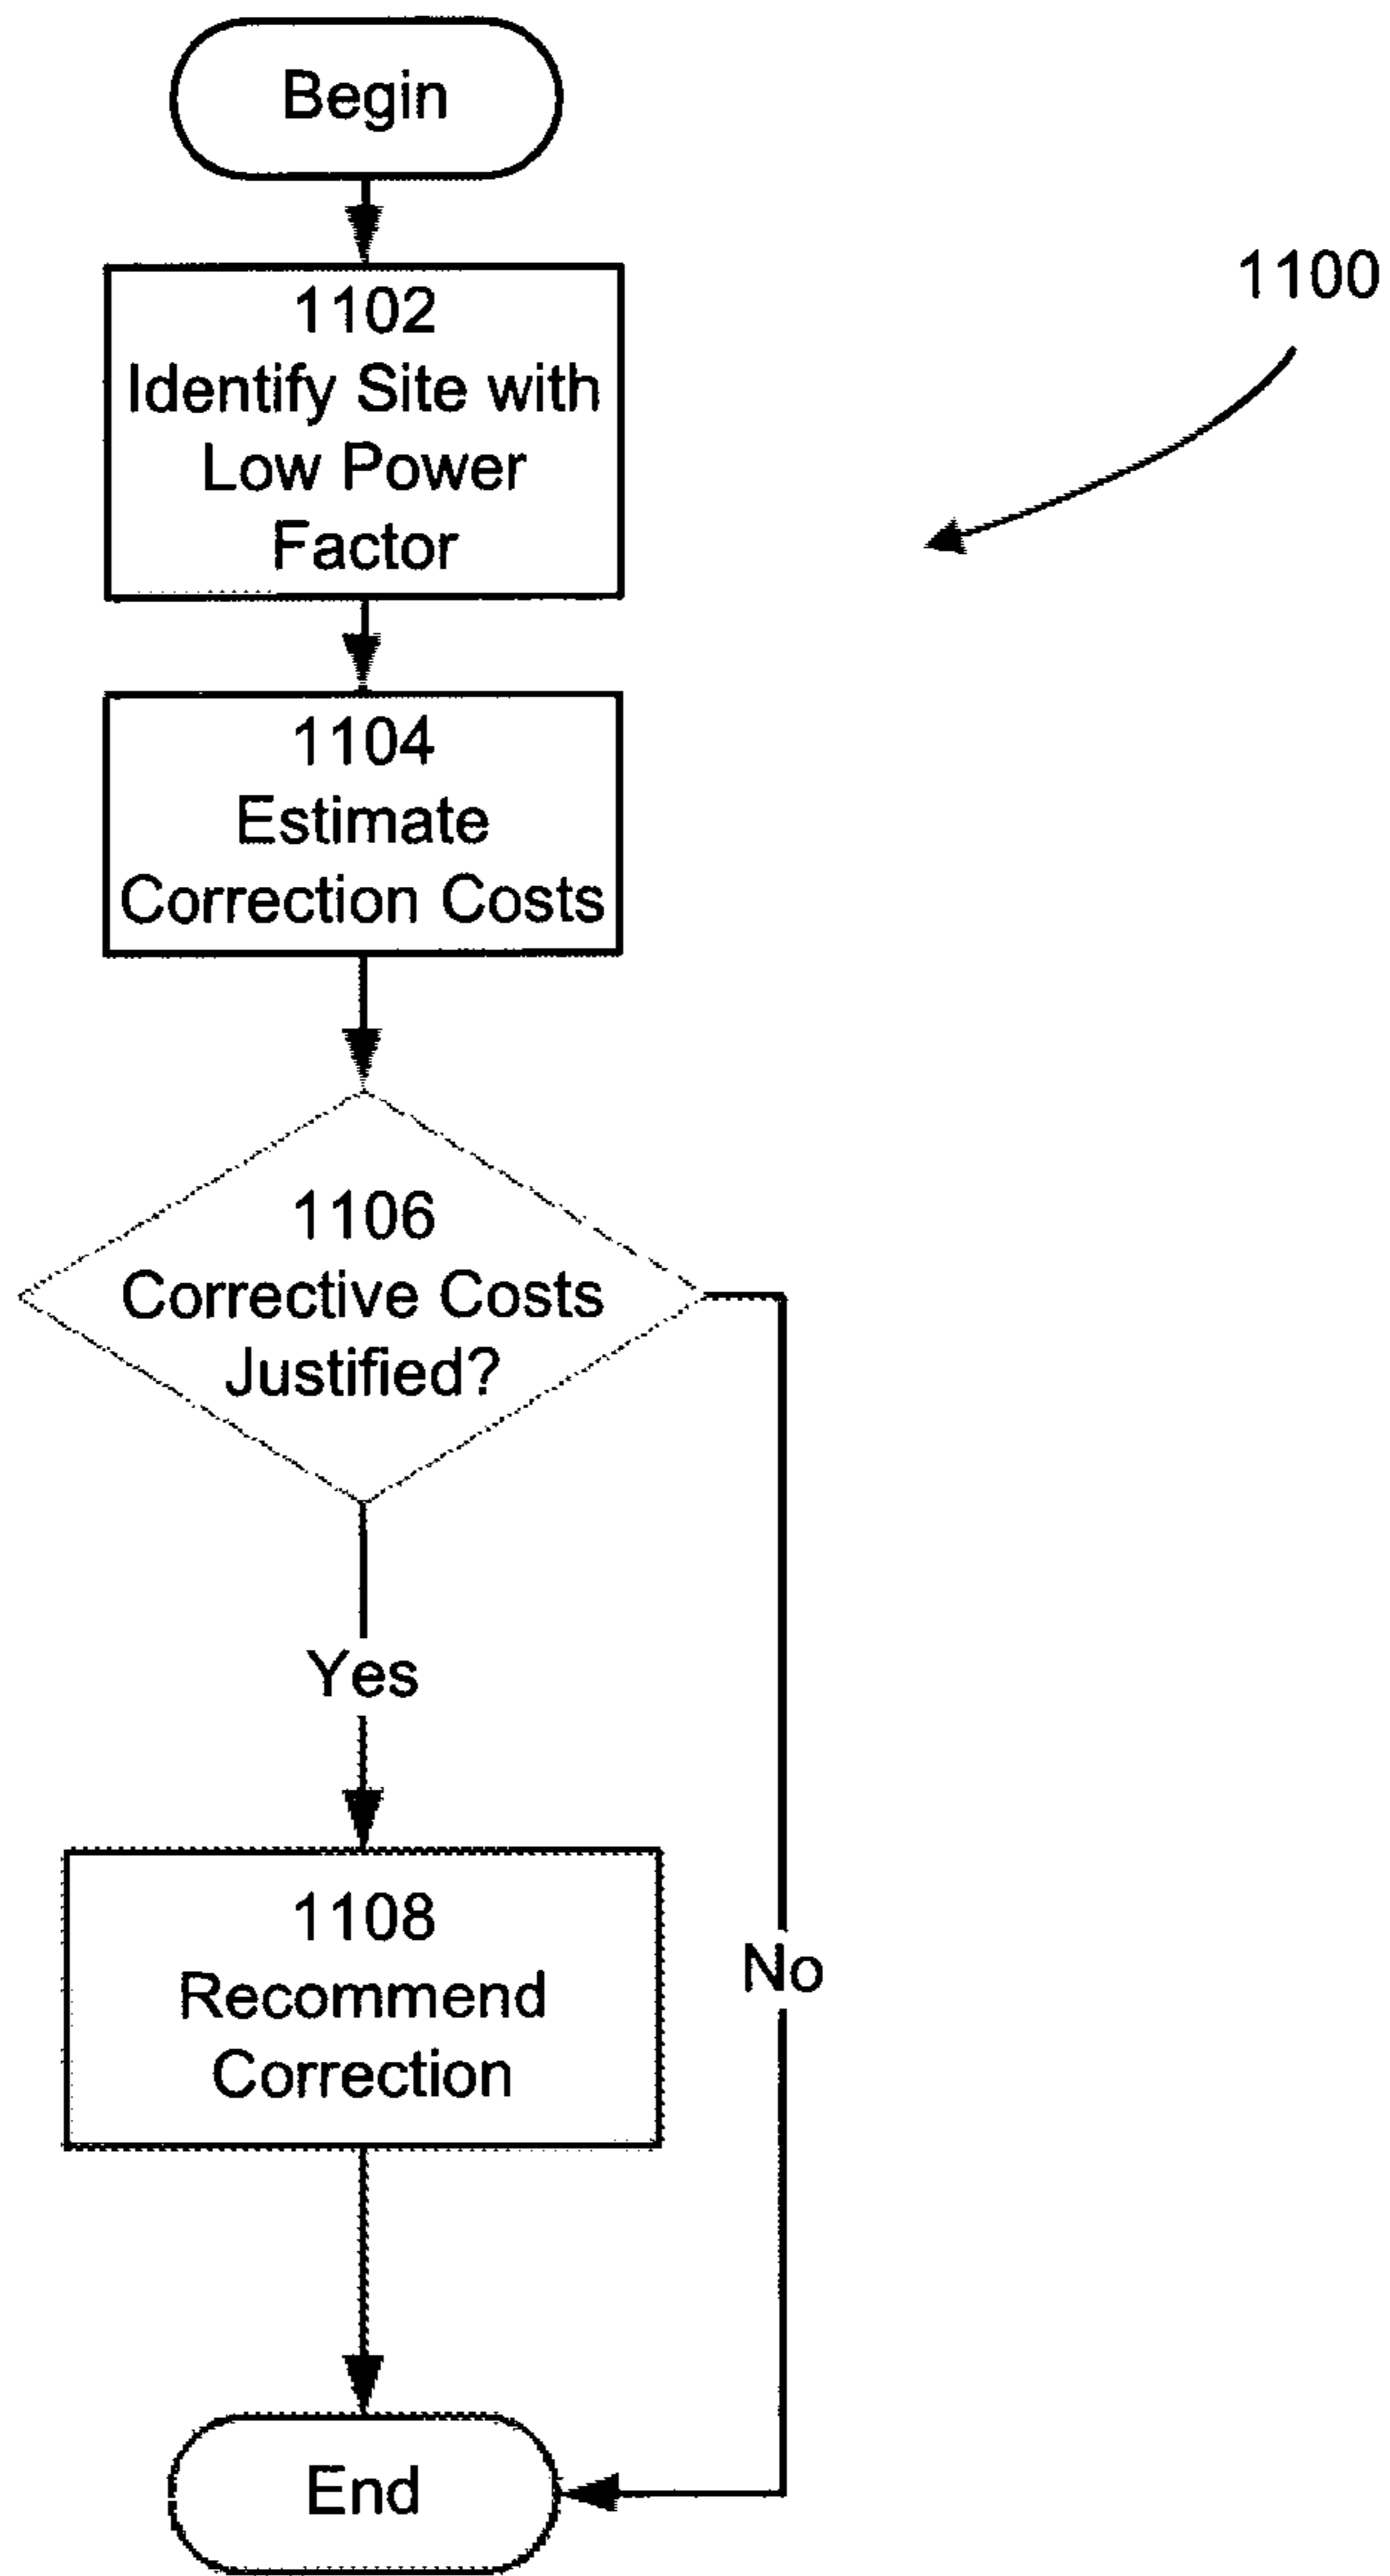 Begin
1100
1102
Identify Site with
Low Power
Factor
1104
Estimate
Correction Costs
1106
Corrective Costs
Justified?
Yes
1108
Recommend
Correction
No
End